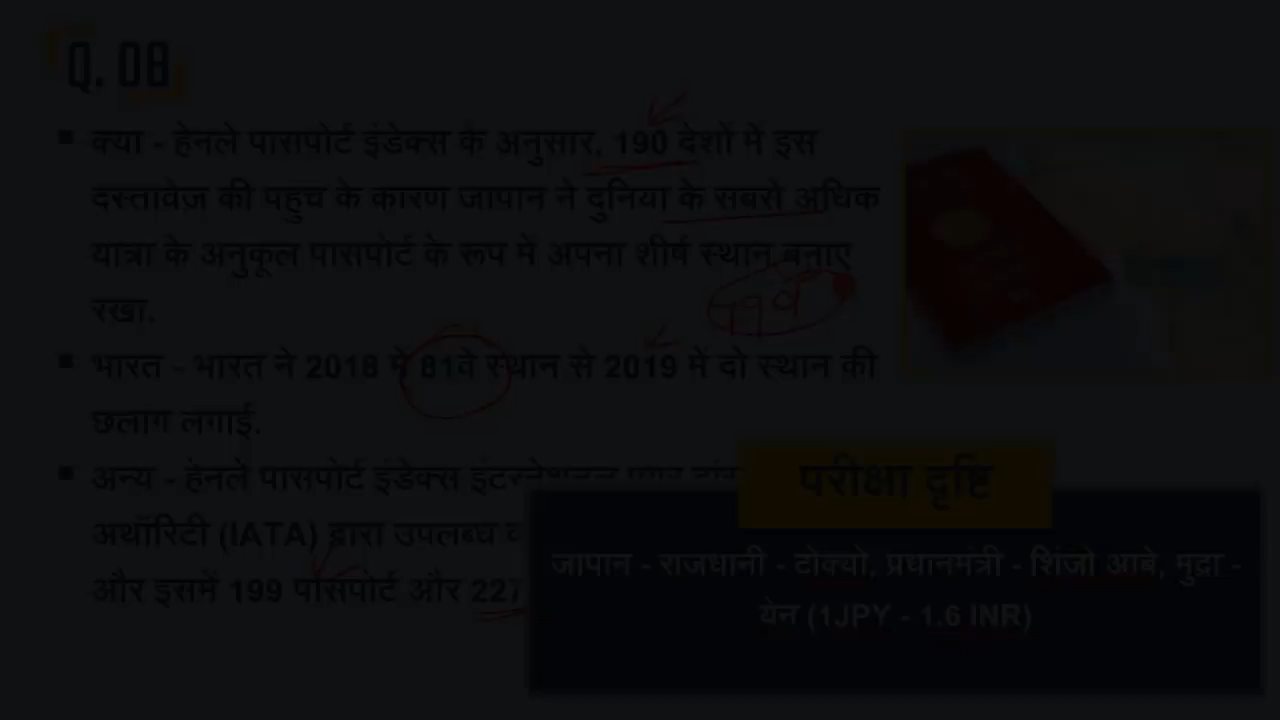 Q. 08
क्या - हेनले पासपोर्ट इंडेक्स के अनुसार, 190 देशों में इस
दस्तावेज़ की पहुच के कारण जापान ने दुनिया के सबसे अधिक
यात्रा के अनुकूल पासपोर्ट के रूप में अपना शीर्ष स्थान बनाए
रखा.
79वें
भारत - भारत ने 2018 में 81वे स्थान से 2019 में दो स्थान की
छलांग लगाई.
अन्य - हेनले पासपोर्ट इंडेक्स
परीक्षा दृष्टि
अथॉरिटी (IATA) द्वारा उपलब्ध
जापान - राजधानी - टोक्यो, प्रधानमंत्री - शिंजो आबे, मुद्रा -
और इसमें 199 पासपोर्ट और 227
येन (1JPY - 1.6 INR)